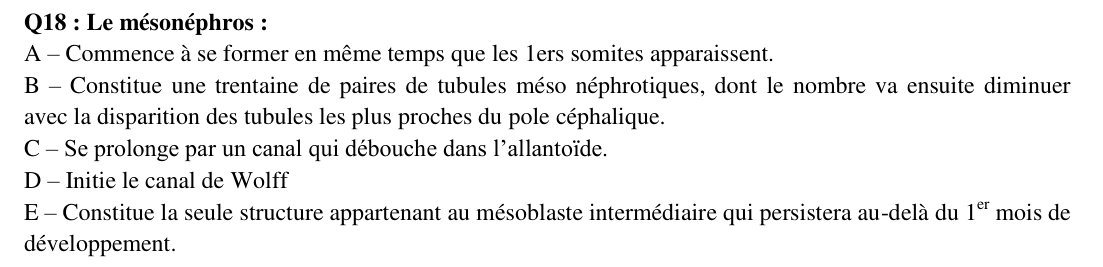 Q18 : Le mésonéphros :
A – Commence à se former en même temps que les 1ers somites apparaissent.
B – Constitue une trentaine de paires de tubules méso néphrotiques, dont le nombre va ensuite diminuer
avec la disparition des tubules les plus proches du pole céphalique.
C – Se prolonge par un canal qui débouche dans l’allantoïde.
D – Initie le canal de Wolff
E – Constitue la seule structure appartenant au mésoblaste intermédiaire qui persistera au-delà du 1er mois de
développement.